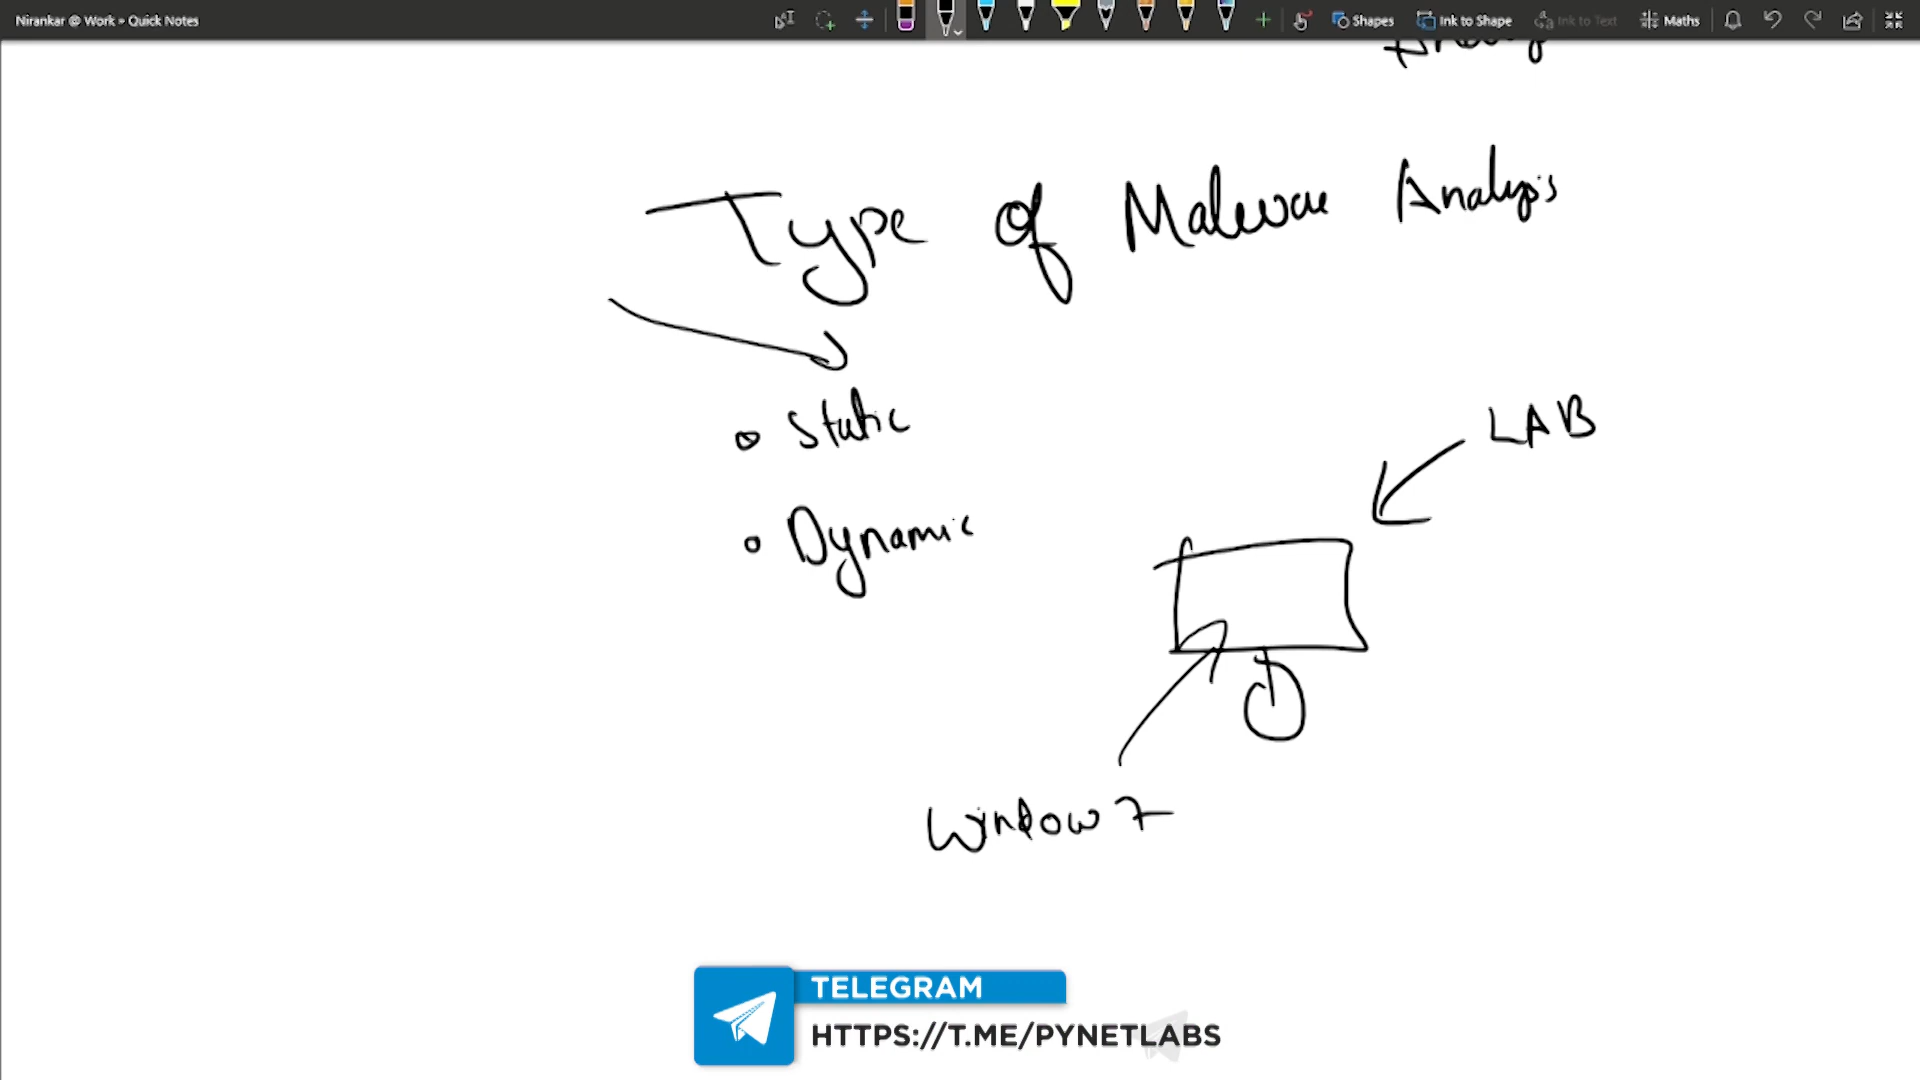 Nirankar @ Work » Quick Notes
Shapes
Ink to Shape
Ink to Text
Maths
Type of Malware Analysis
Static
LAB
Dynamic
Window 7
TELEGRAM
HTTPS://T.ME/PYNETLABS